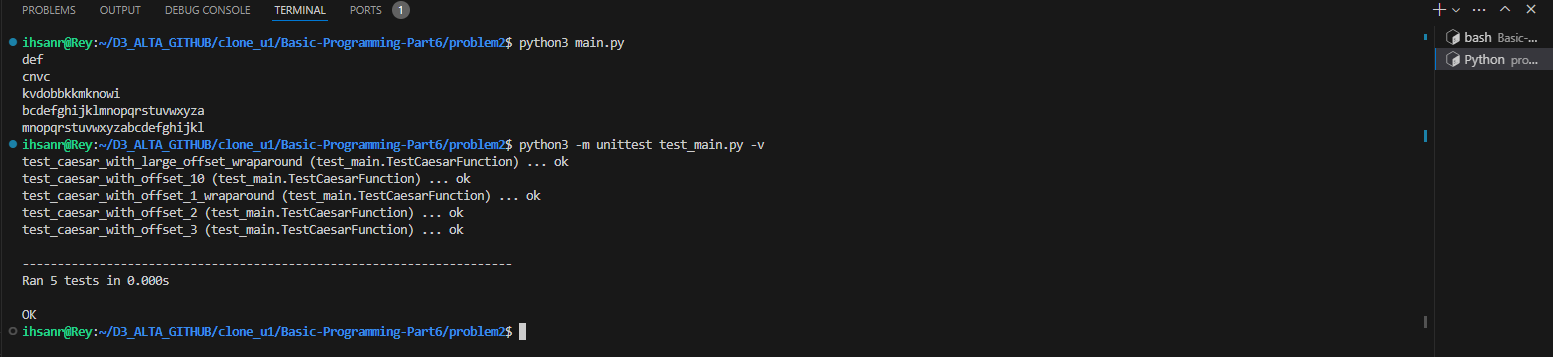 PROBLEMS OUTPUT DEBUG CONSOLE TERMINAL PORTS 1
ihsanr@Rey:~/D3_ALTA_GITHUB/clone_u1/Basic-Programming-Part6/problem2$ python3 main.py
def
cnvc
kvdobbkkmknowi
bcdefghijklmnopqrstuvwxyza
mnopqrstuvwxyzabcdefghijkl
ihsanr@Rey:~/D3_ALTA_GITHUB/clone_u1/Basic-Programming-Part6/problem2$ python3 -m unittest test_main.py -v
test_caesar_with_large_offset_wraparound (test_main.TestCaesarFunction) ... ok
test_caesar_with_offset_10 (test_main.TestCaesarFunction) ... ok
test_caesar_with_offset_1_wraparound (test_main.TestCaesarFunction) ... ok
test_caesar_with_offset_2 (test_main.TestCaesarFunction) ... ok
test_caesar_with_offset_3 (test_main.TestCaesarFunction) ... ok
----------------------------------------------------------------------
Ran 5 tests in 0.000s
OK
ihsanr@Rey:~/D3_ALTA_GITHUB/clone_u1/Basic-Programming-Part6/problem2$
bash Basic-...
Python pro...